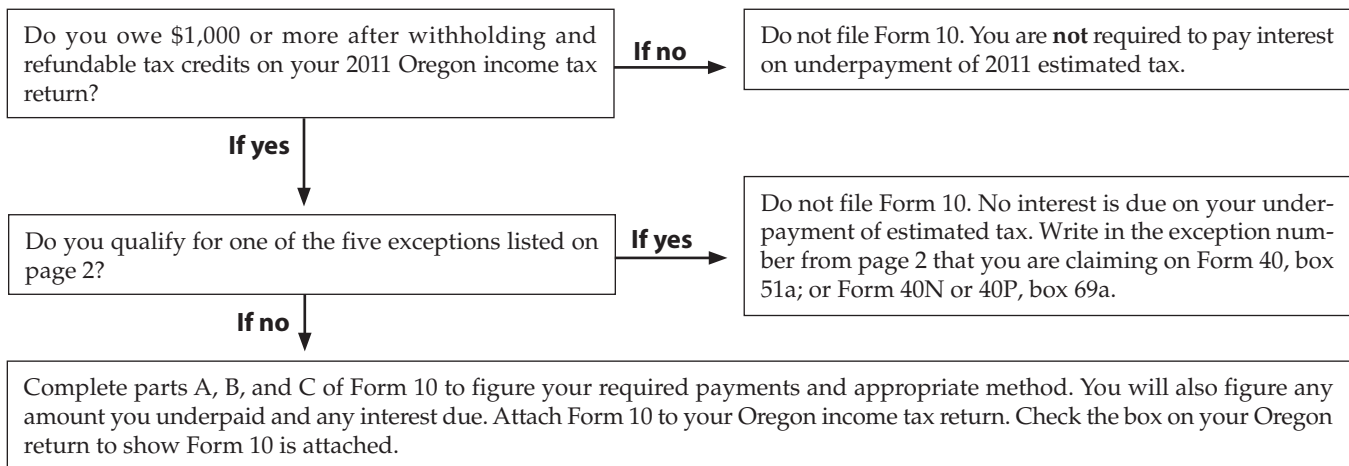 Do you owe $1,000 or more after withholding and
refundable tax credits on your 2011 Oregon income tax
return?
If no
Do not file Form 10. You are not required to pay interest
on underpayment of 2011 estimated tax.
If yes
Do you qualify for one of the five exceptions listed on
page 2?
If yes
Do not file Form 10. No interest is due on your under-
payment of estimated tax. Write in the exception num-
ber from page 2 that you are claiming on Form 40, box
51a; or Form 40N or 40P, box 69a.
If no
Complete parts A, B, and C of Form 10 to figure your required payments and appropriate method. You will also figure any
amount you underpaid and any interest due. Attach Form 10 to your Oregon income tax return. Check the box on your Oregon
return to show Form 10 is attached.